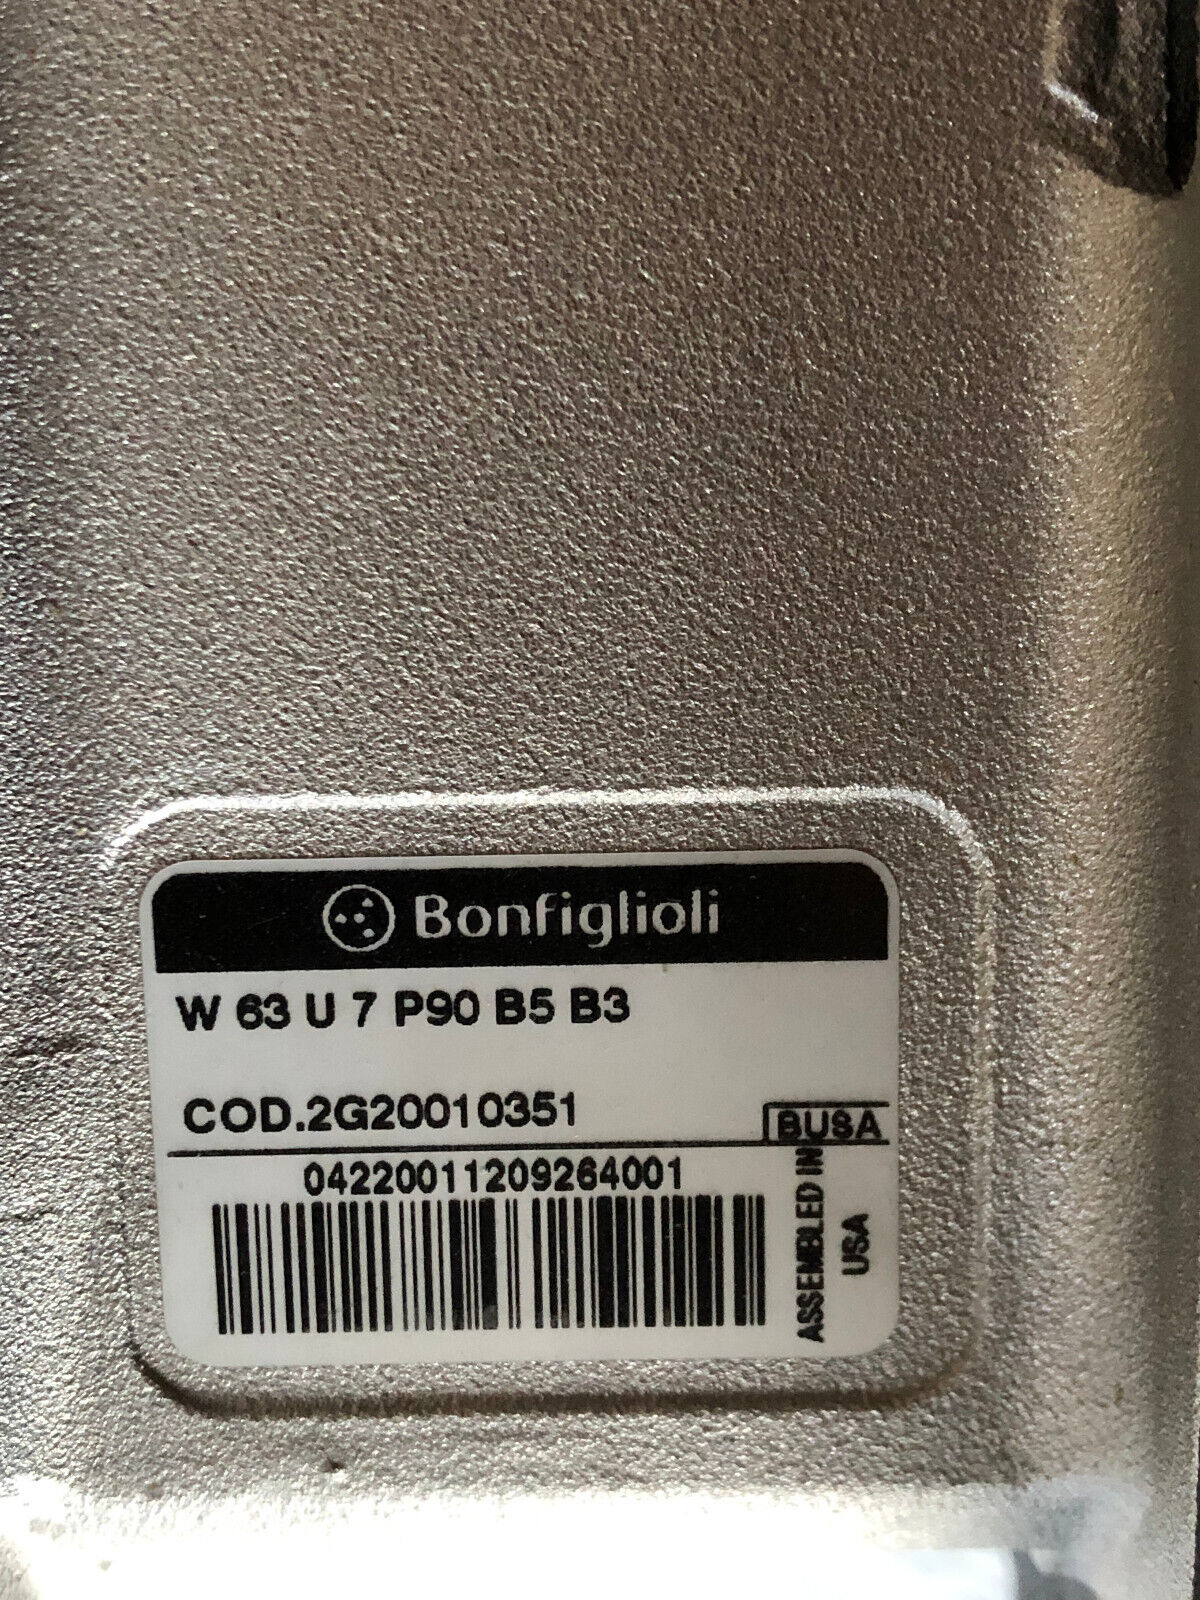 Bonfiglioli
W 63 U 7 P90 B5 B3
COD.2G20010351
BUSA
04220011209264001
ASSEMBLED IN
USA